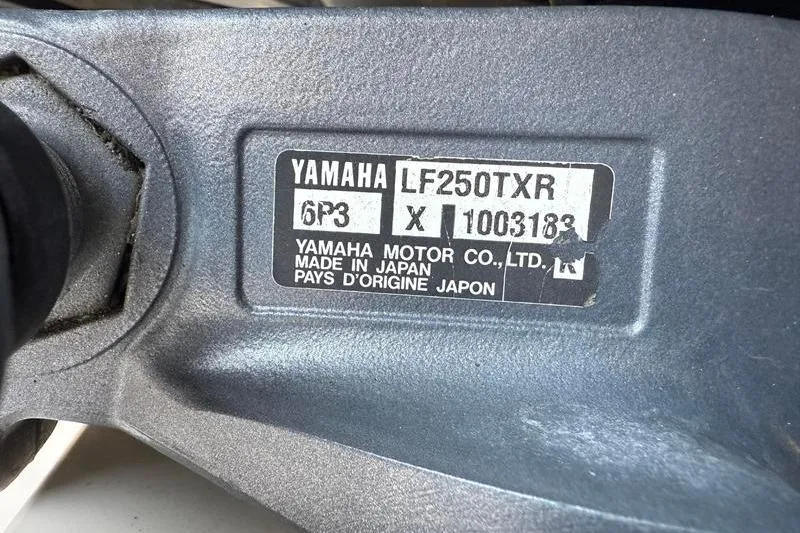 YAMAHA LF250TXR
6P3 X 1003183
YAMAHA MOTOR CO., LTD. K
MADE IN JAPAN
PAYS D'ORIGINE JAPON